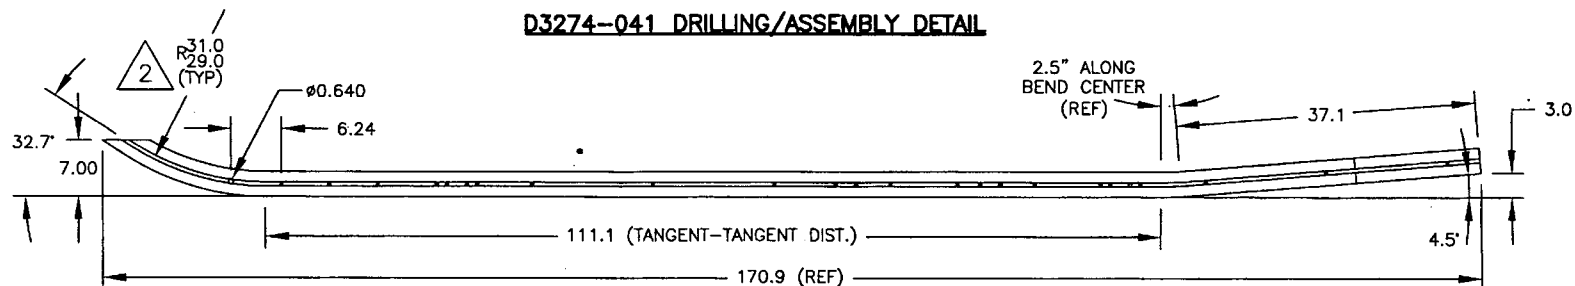 D3274-041 DRILLING/ASSEMBLY DETAIL
2
R31.0
29.0
(TYP)
ø0.640
6.24
2.5" ALONG
BEND CENTER
(REF)
37.1
3.0
32.7°
7.00
111.1 (TANGENT-TANGENT DIST.)
4.5°
170.9 (REF)